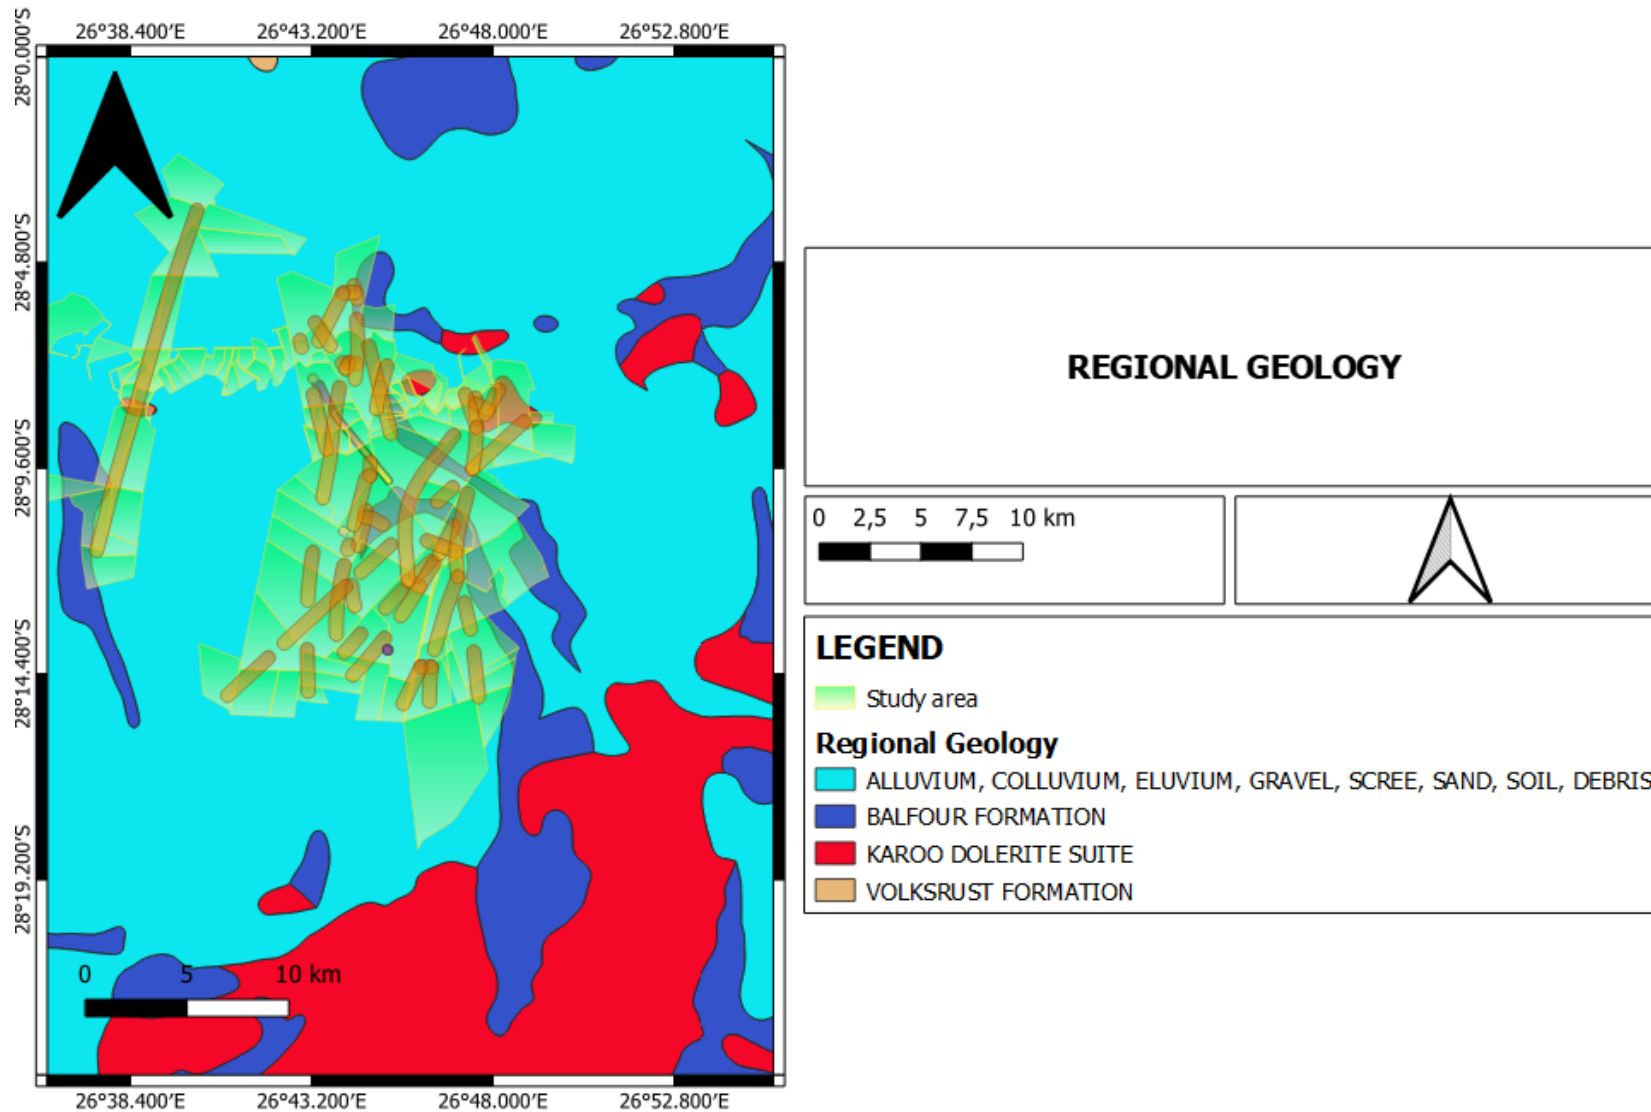 26°38.400′E 26°43.200′E 26°48.000′E 26°52.800′E
28°0.000′S
28°4.800′S
28°9.600′S
28°14.400′S
28°19.200′S
0 5 10 km
26°38.400′E 26°43.200′E 26°48.000′E 26°52.800′E
REGIONAL GEOLOGY
0 2,5 5 7,5 10 km
LEGEND
Study area
Regional Geology
ALLUVIUM, COLLUVIUM, ELUVIUM, GRAVEL, SCREE, SAND, SOIL, DEBRIS
BALFOUR FORMATION
KAROO DOLERITE SUITE
VOLKSRUST FORMATION